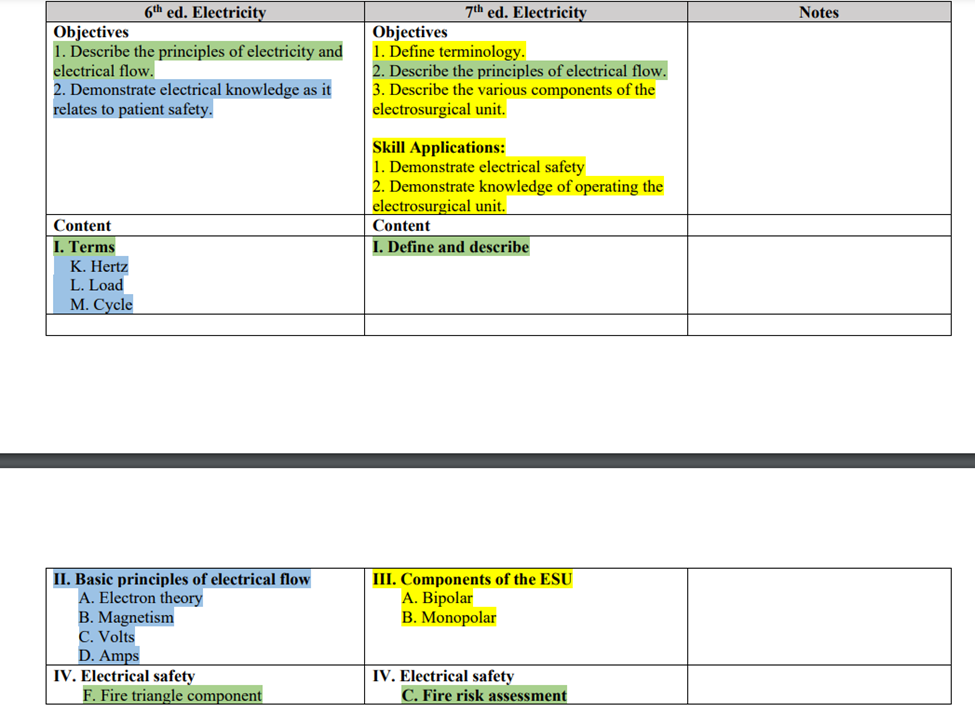 6th ed. Electricity 7th ed. Electricity Notes
Objectives
1. Describe the principles of electricity and
electrical flow.
2. Demonstrate electrical knowledge as it
relates to patient safety.
Objectives
1. Define terminology.
2. Describe the principles of electrical flow.
3. Describe the various components of the
electrosurgical unit.
Skill Applications:
1. Demonstrate electrical safety
2. Demonstrate knowledge of operating the
electrosurgical unit.
Content
Content
I. Terms
K. Hertz
L. Load
M. Cycle
I. Define and describe
II. Basic principles of electrical flow
A. Electron theory
B. Magnetism
C. Volts
D. Amps
III. Components of the ESU
A. Bipolar
B. Monopolar
IV. Electrical safety
F. Fire triangle component
IV. Electrical safety
C. Fire risk assessment